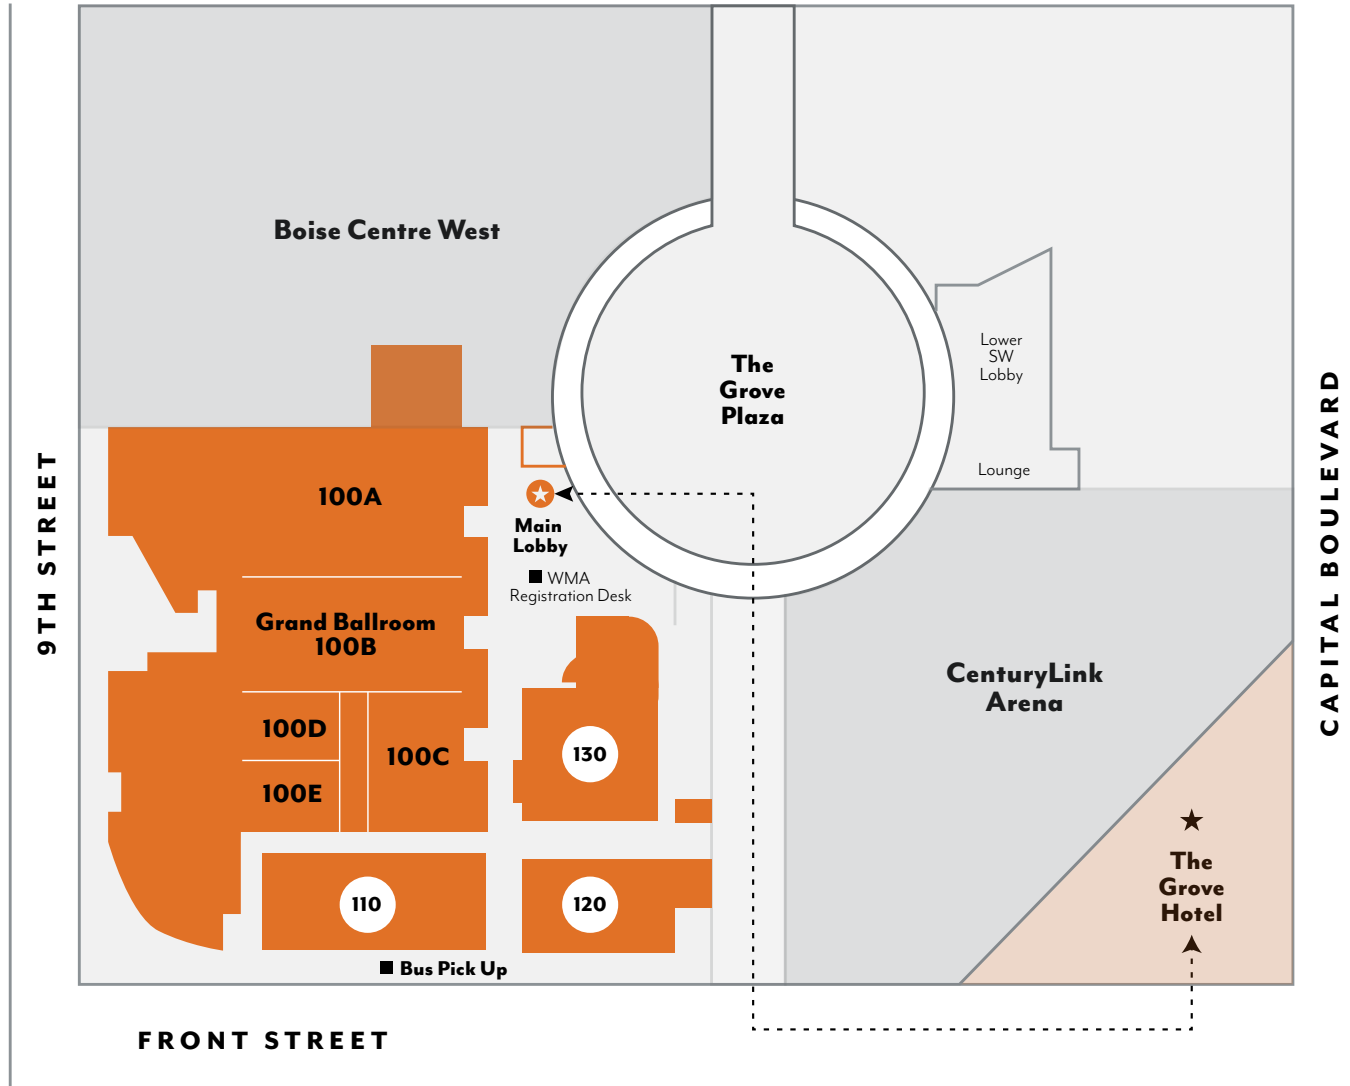 Boise Centre West
The
Grove
Plaza
Lower
SW
Lobby
Lounge
9TH STREET
CAPITAL BOULEVARD
100A
Main
Lobby
WMA
Registration Desk
Grand Ballroom
100B
100D
100C
100E
130
CenturyLink
Arena
110
120
The
Grove
Hotel
Bus Pick Up
FRONT STREET